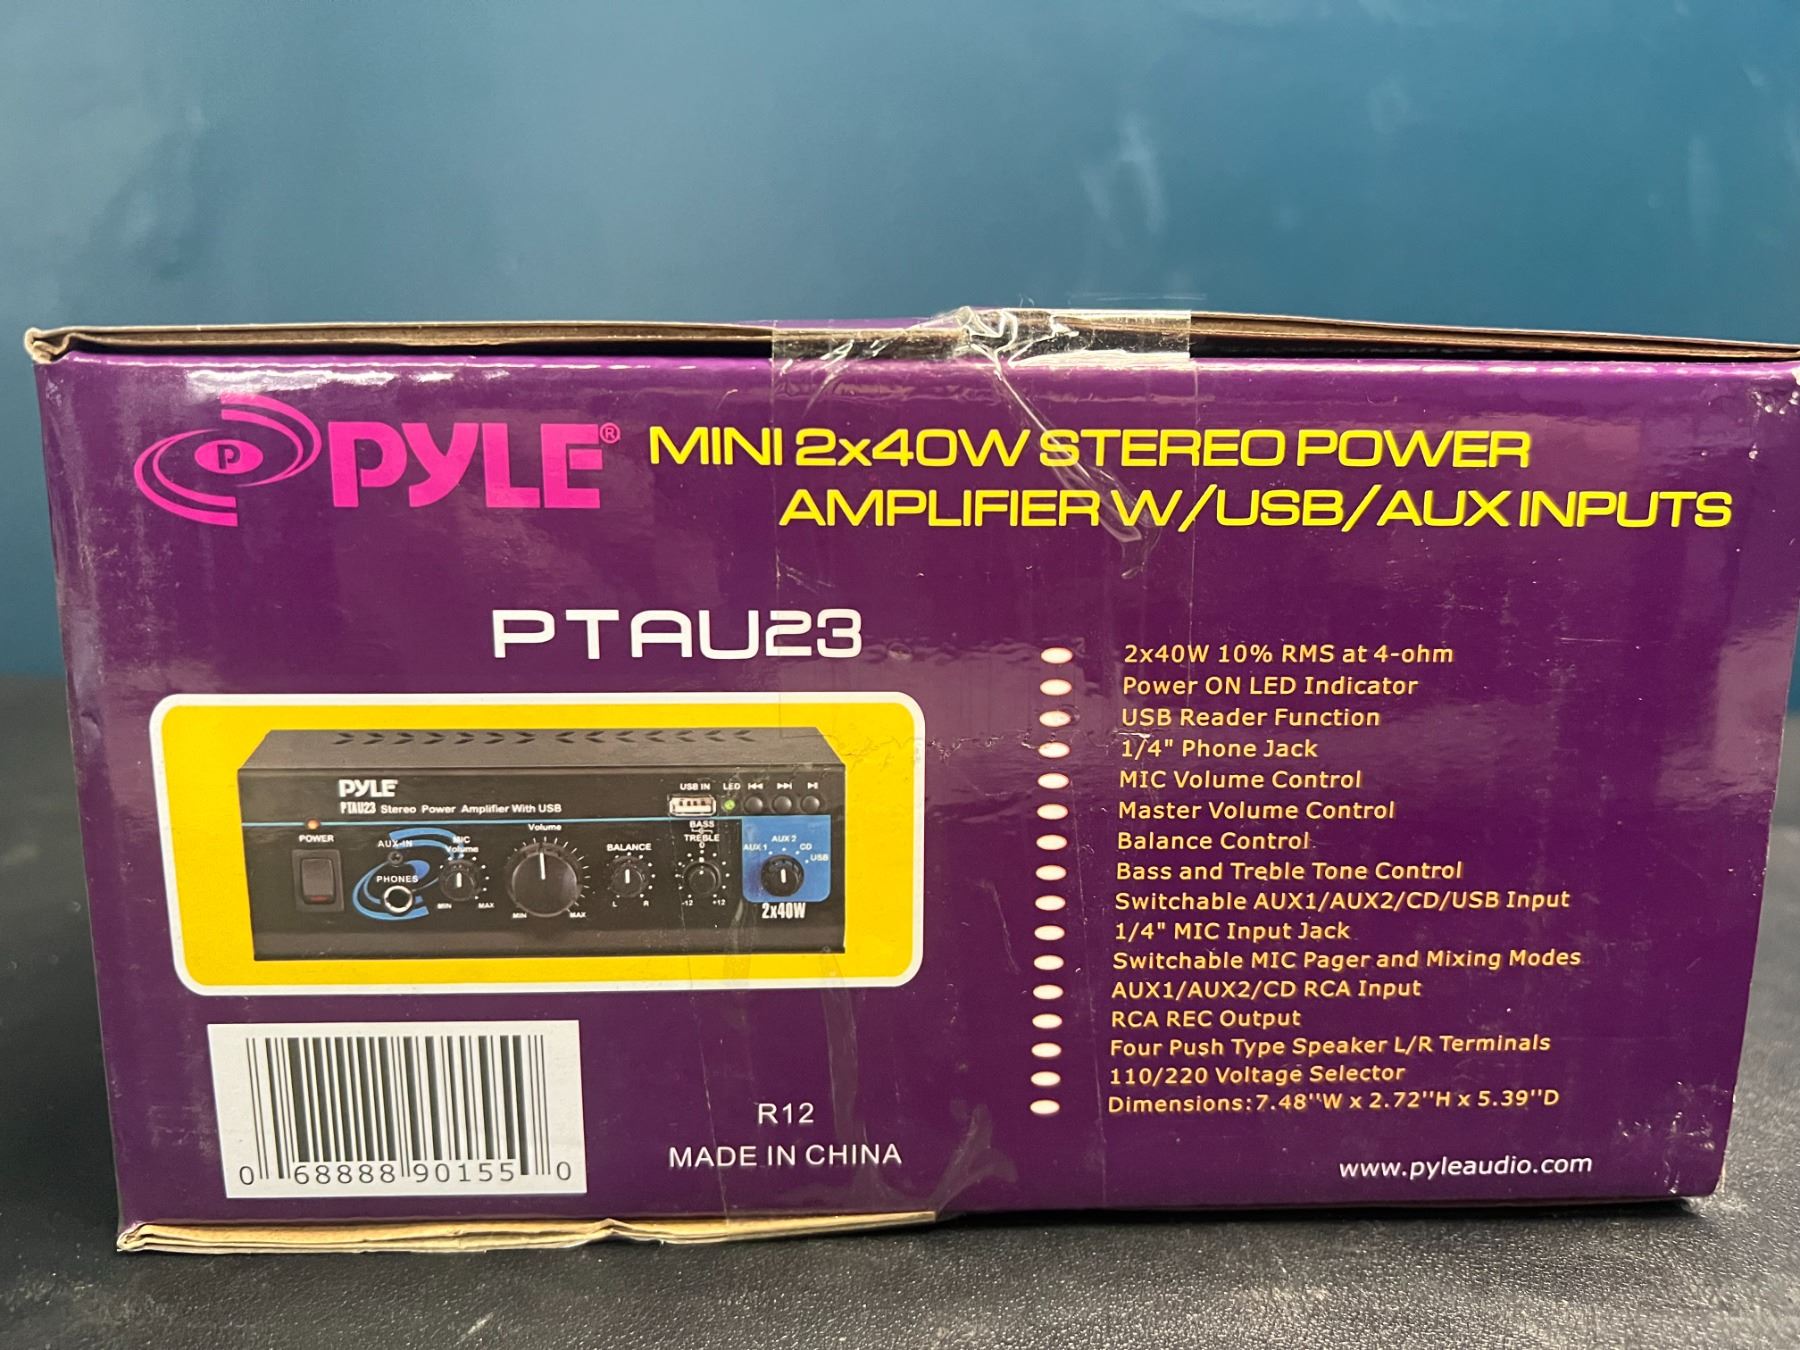 PYLE® MINI 2x40W STEREO POWER
AMPLIFIER W/USB/AUX INPUTS
PTAU23
PYLE
PTAU23 Stereo Power Amplifier With USB
USB IN LED
POWER
AUX-IN
PHONES
MIC
Volume
MIN MAX
Volume
MIN MAX
BALANCE
L R
BASS
TREBLE
0
-12 +12
AUX 1 AUX 2 CD USB
2x40W
2x40W 10% RMS at 4-ohm
Power ON LED Indicator
USB Reader Function
1/4" Phone Jack
MIC Volume Control
Master Volume Control
Balance Control
Bass and Treble Tone Control
Switchable AUX1/AUX2/CD/USB Input
1/4" MIC Input Jack
Switchable MIC Pager and Mixing Modes
AUX1/AUX2/CD RCA Input
RCA REC Output
Four Push Type Speaker L/R Terminals
110/220 Voltage Selector
Dimensions:7.48''W x 2.72''H x 5.39''D
0 68888 90155 0
R12
MADE IN CHINA
www.pyleaudio.com